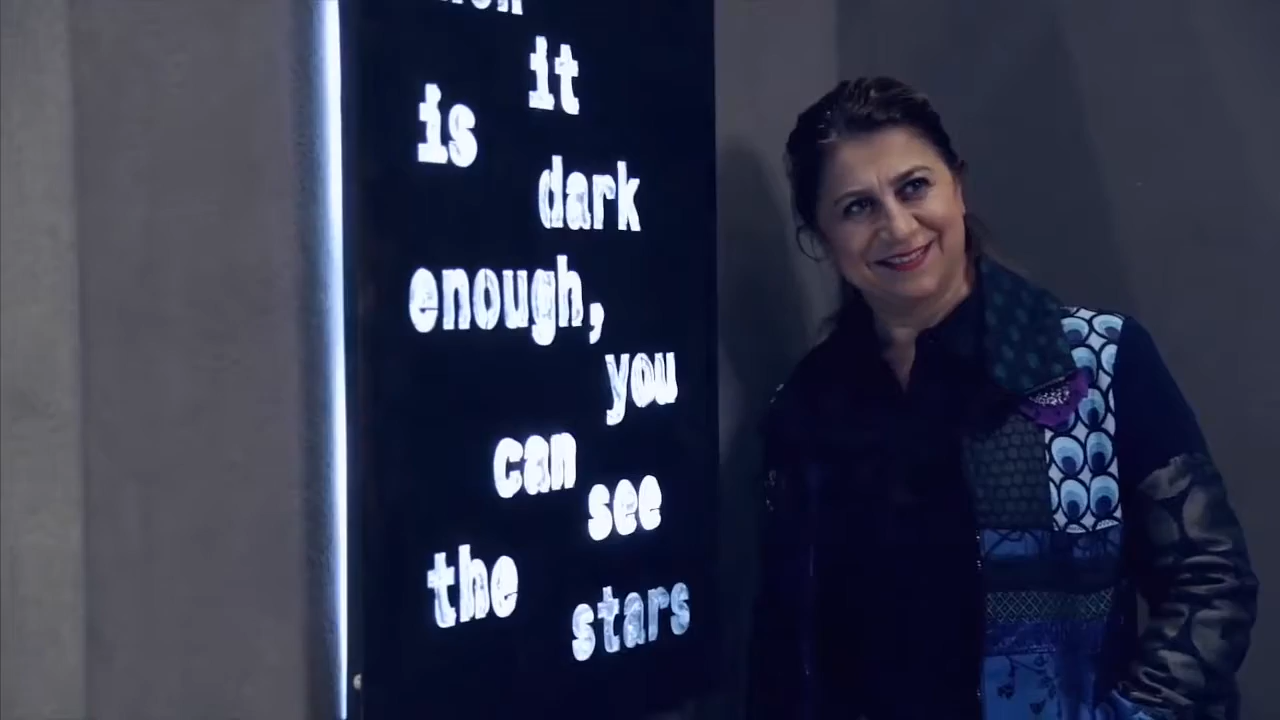 it
is
dark
enough,
you
can
see
the
stars